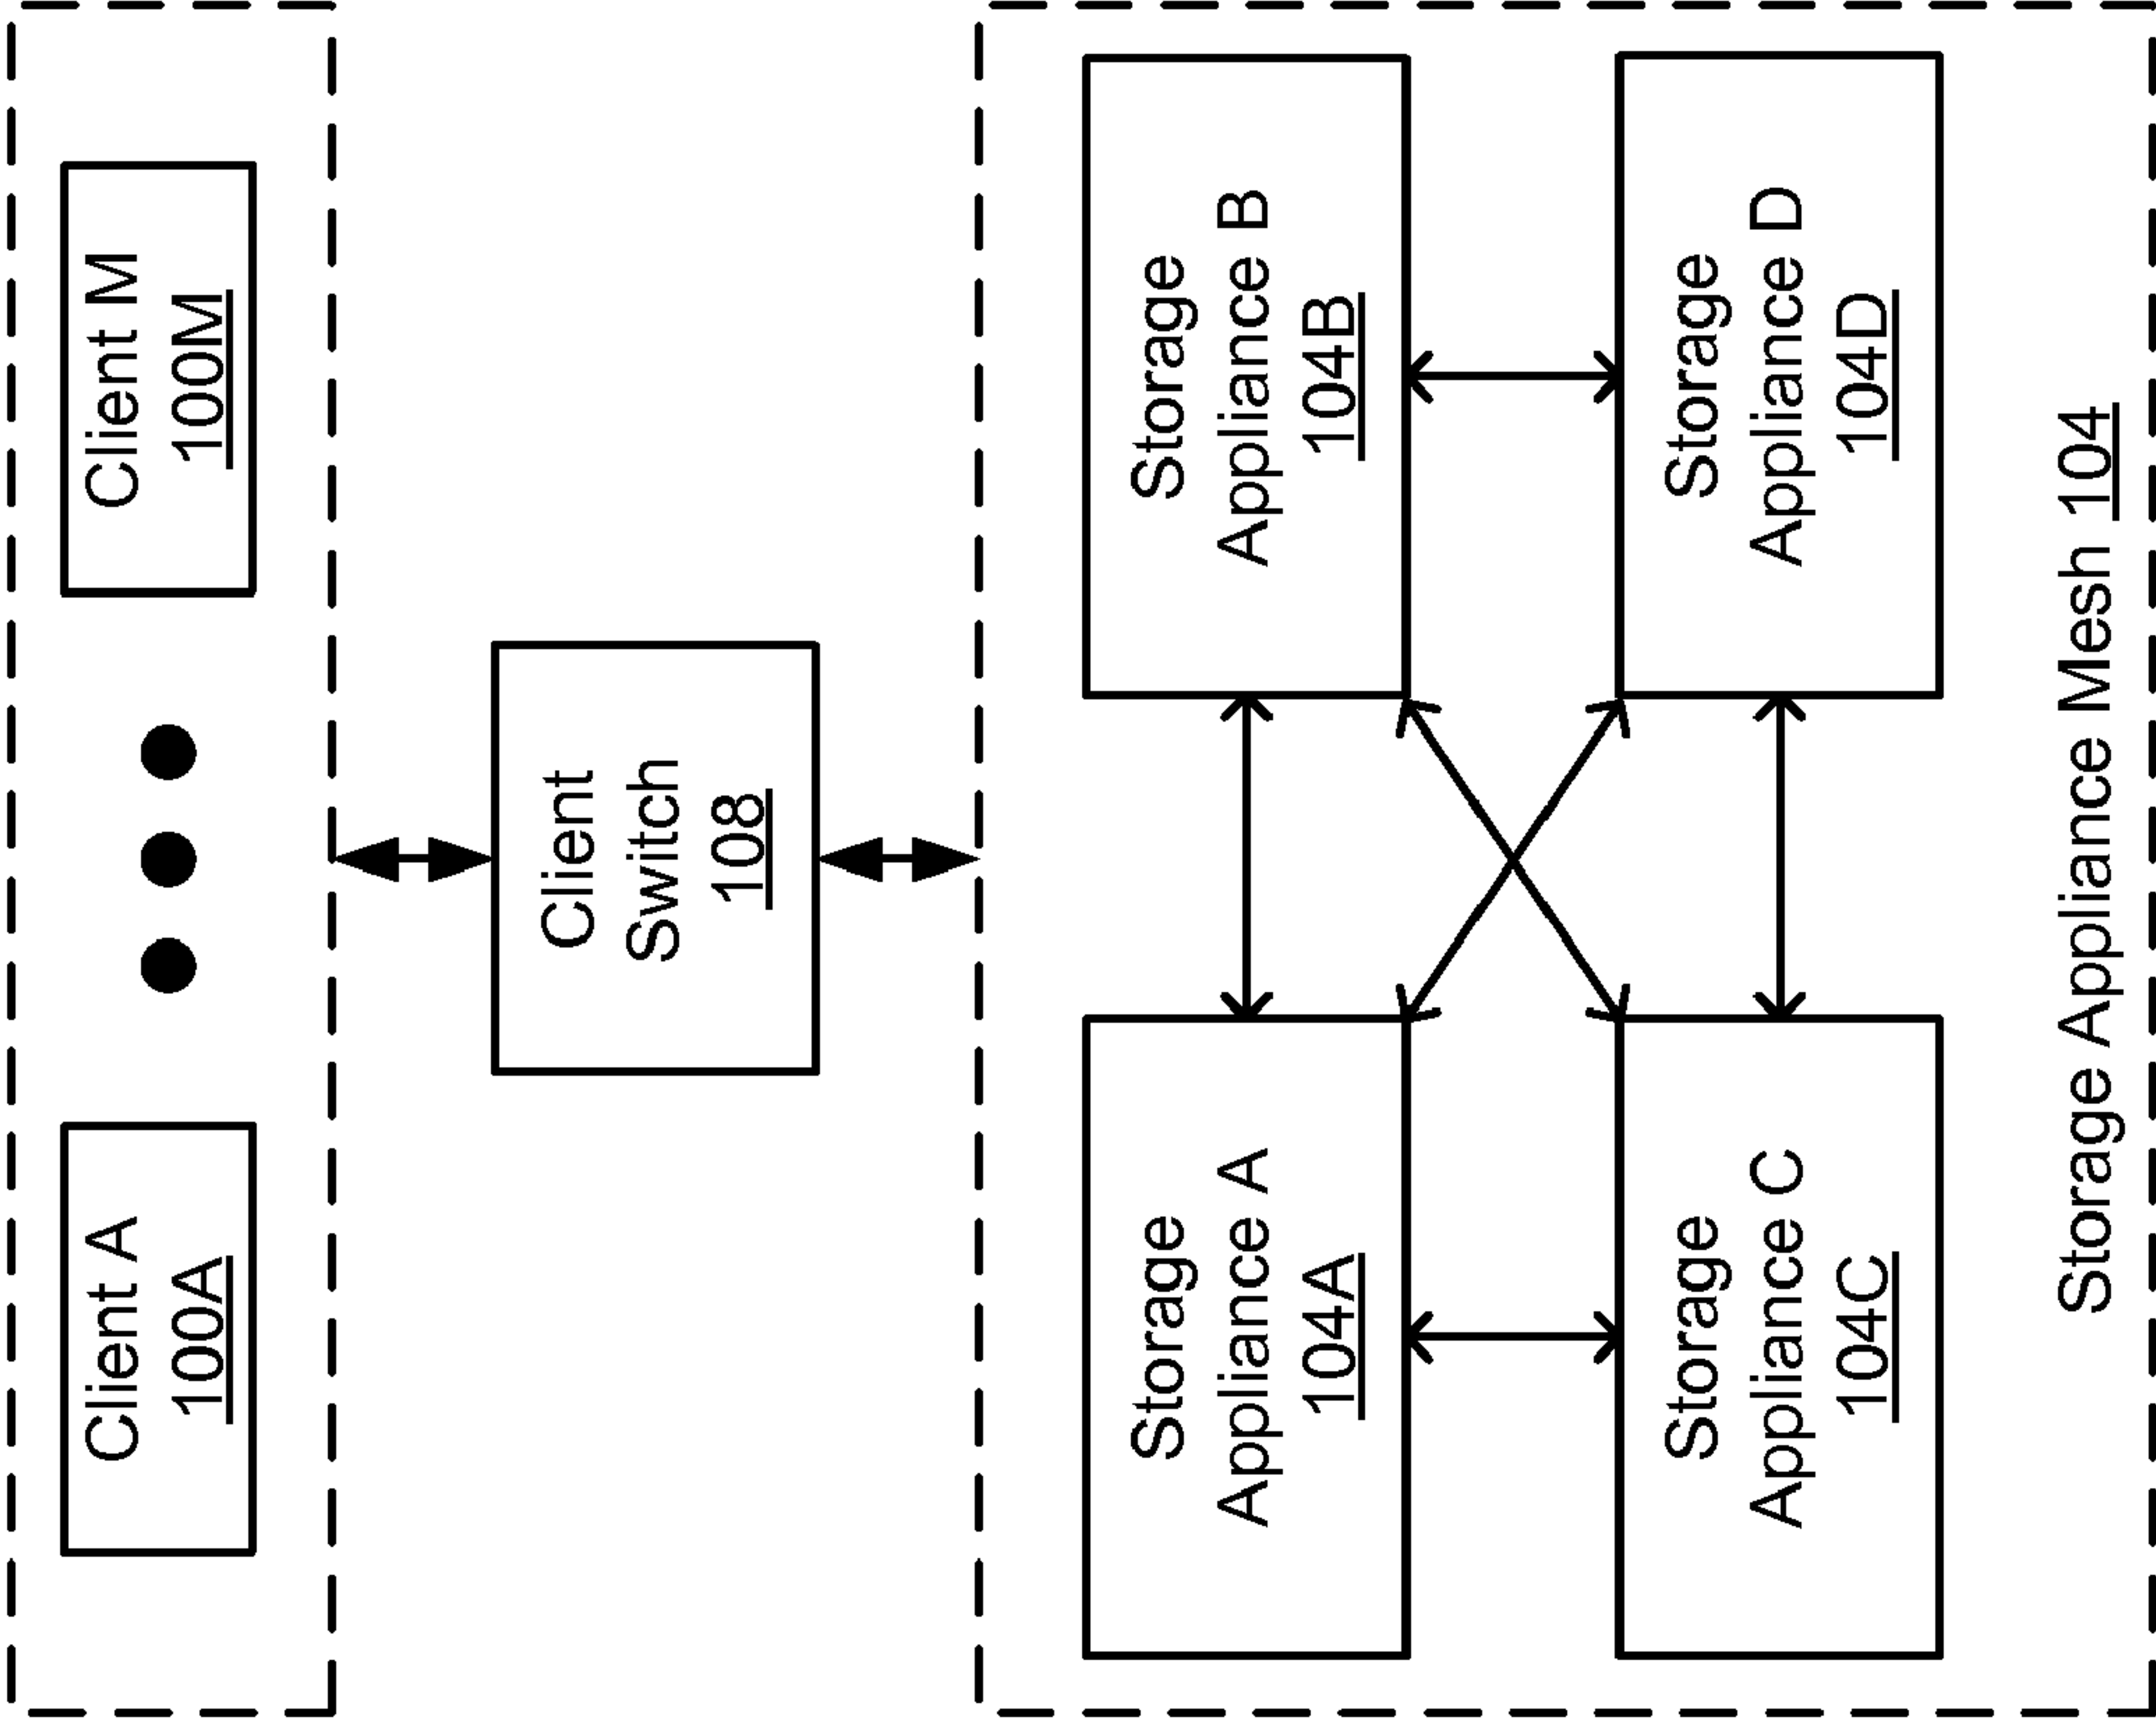 Client A
100A
Client M
100M
Client
Switch
108
Storage
Appliance A
104A
Storage
Appliance B
104B
Storage
Appliance C
104C
Storage
Appliance D
104D
Storage Appliance Mesh 104